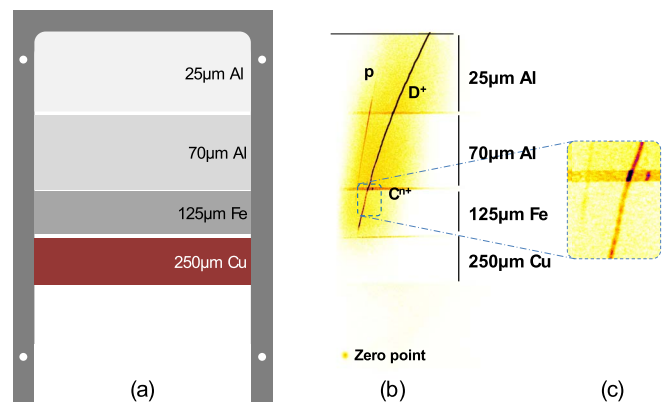 25μm Al
70μm Al
125μm Fe
250μm Cu
(a)
p
D+
Cn+
25μm Al
70μm Al
125μm Fe
250μm Cu
Zero point
(b)
(c)